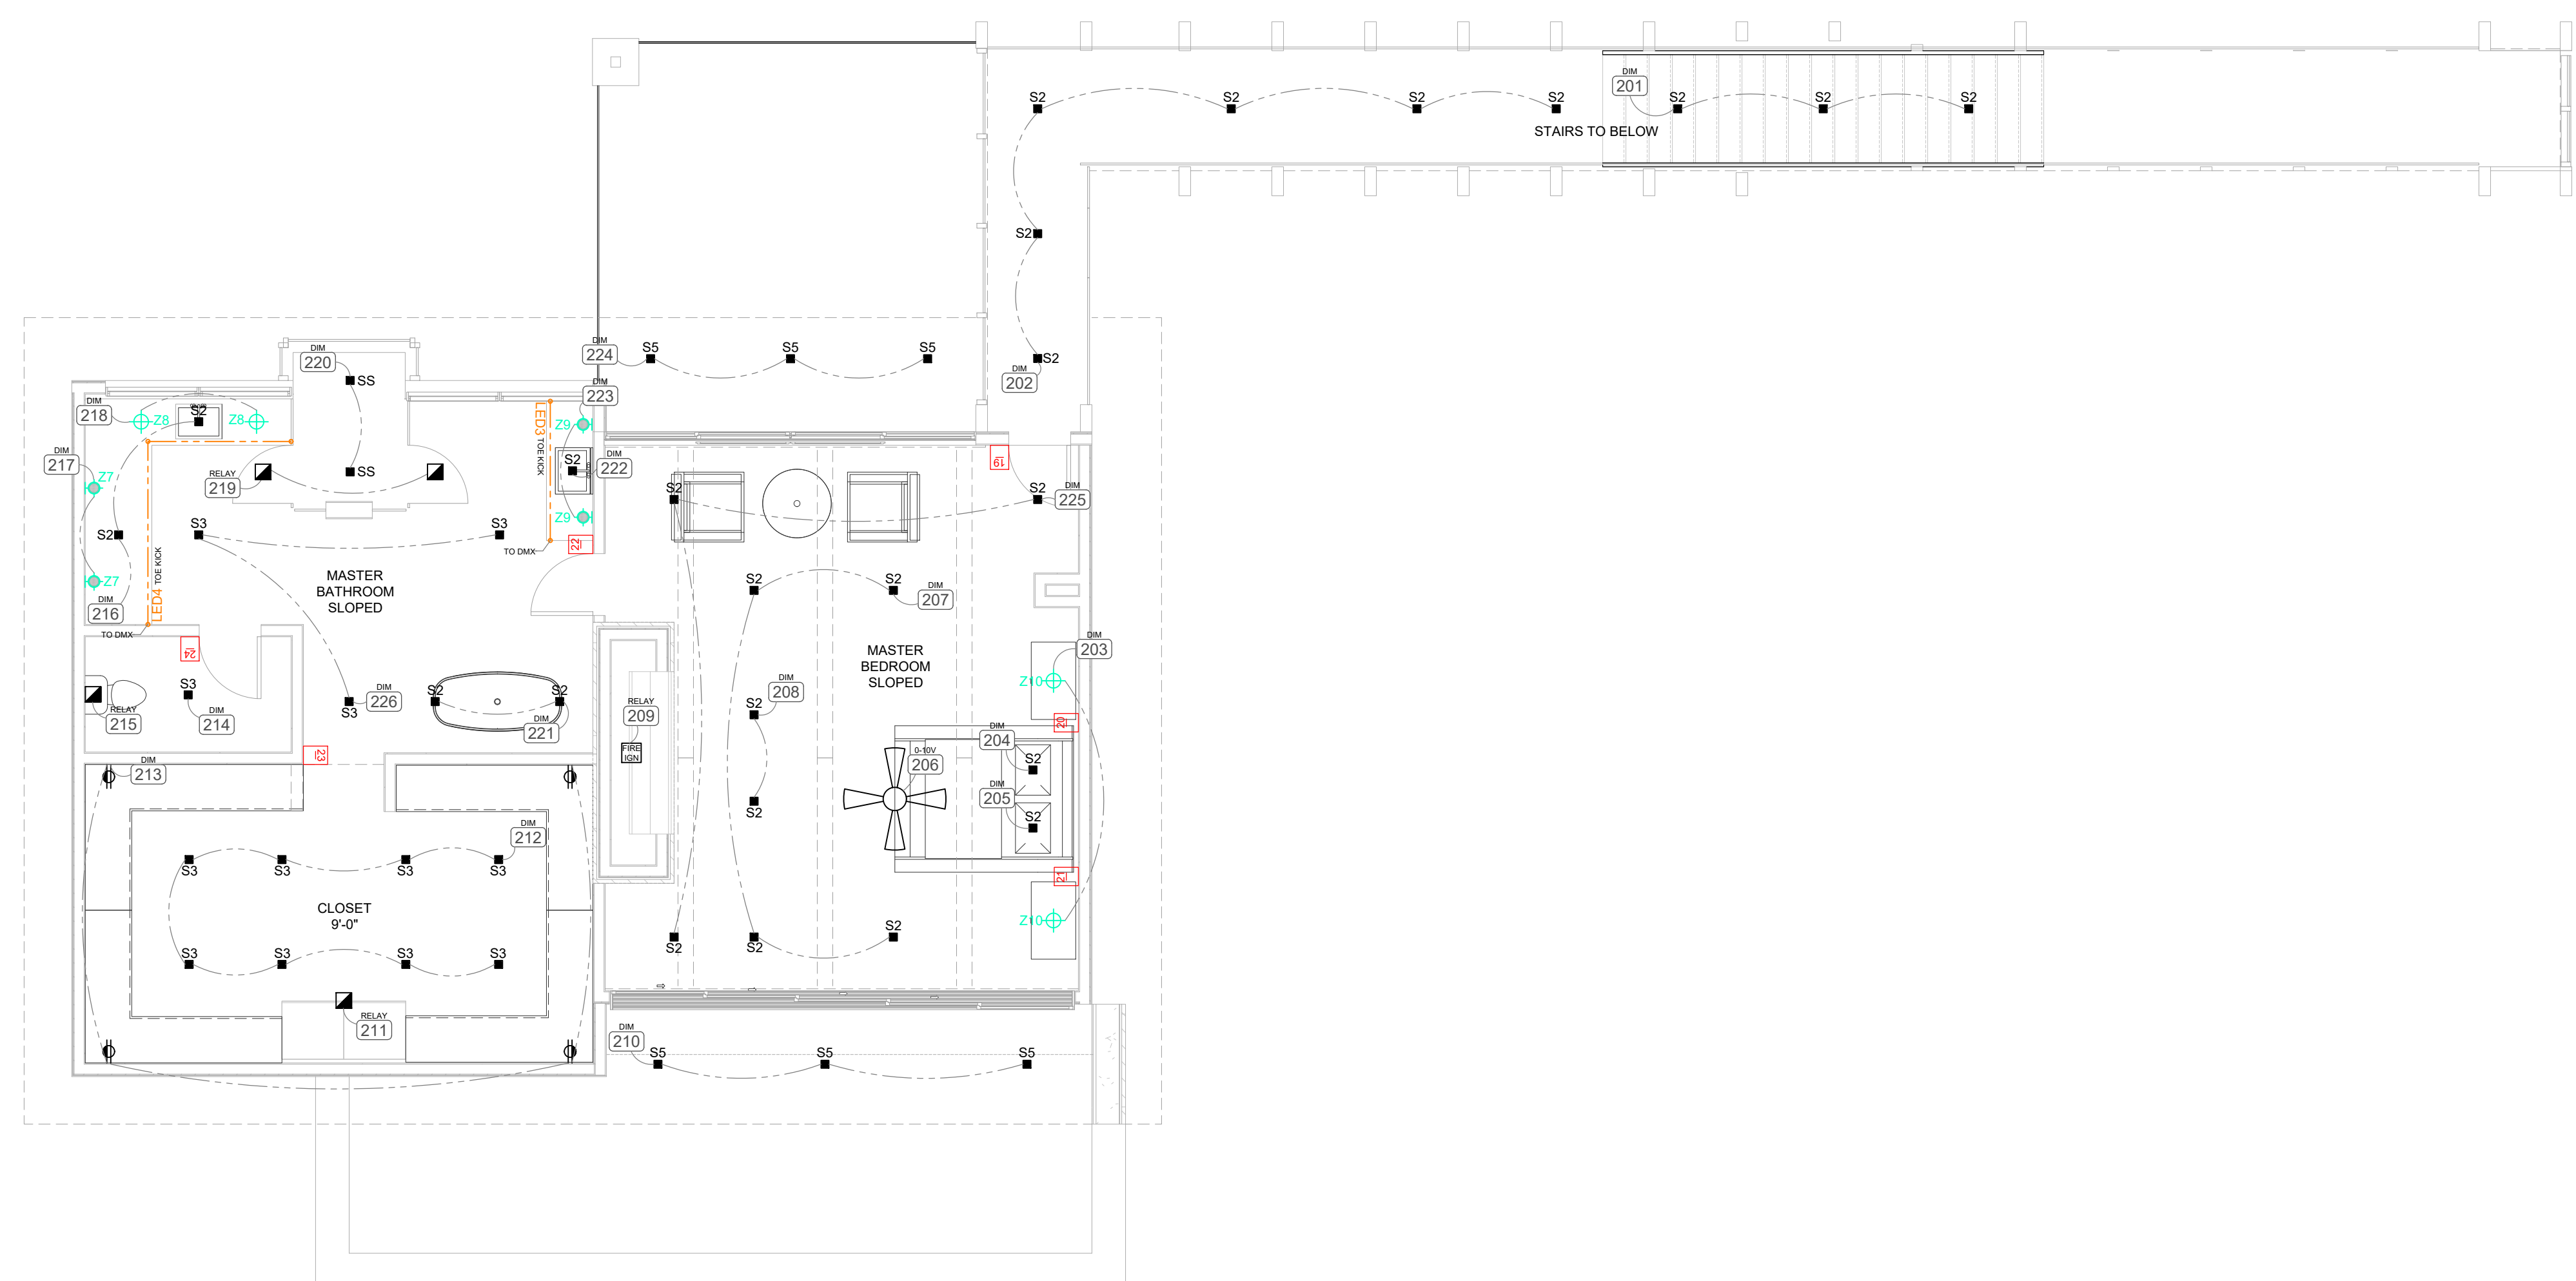 DIM
201
S2
S2
S2
S2
S2
S2
S2
STAIRS TO BELOW
S2
S2
DIM
202
DIM
224
S5
S5
S5
DIM
220
SS
SS
DIM
223
DIM
218
Z8
S2
Z8
LED3
TOE KICK
Z9
S2
DIM
222
Z9
DIM
217
Z7
RELAY
219
S2
Z7
S3
S3
TO DMX
22
19
S2
S2
DIM
225
DIM
216
LED4
TOE KICK
TO DMX
MASTER
BATHROOM
SLOPED
S2
S2
DIM
207
24
MASTER
BEDROOM
SLOPED
DIM
203
Z10
RELAY
215
S3
DIM
214
S3
DIM
226
S2
S2
DIM
221
RELAY
209
FIRE
IGN
S2
DIM
208
S2
20
DIM
204
S2
0-10V
206
DIM
205
S2
23
DIM
213
DIM
212
S3
S3
S3
S3
CLOSET
9'-0"
S3
S3
S3
S3
21
Z10
S2
S2
S2
RELAY
211
DIM
210
S5
S5
S5